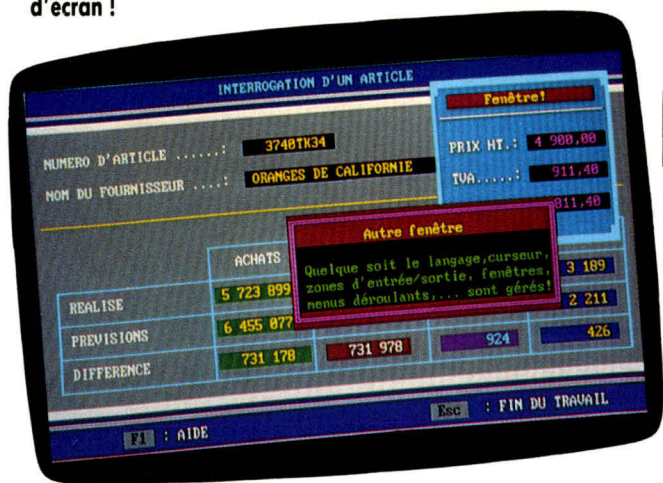 d'écran !
INTERROGATION D'UN ARTICLE
Fenêtre!
NUMERO D'ARTICLE ......: 3740TK34
PRIX HT.: 4 900,00
NOM DU FOURNISSEUR ....: ORANGES DE CALIFORNIE
TVA.....: 911,40
811,40
Autre fenêtre
Quelque soit le langage,curseur,
zones d'entrée/sortie, fenêtres,
menus déroulants,... sont gérés!
ACHATS
REALISE 5 723 899 3 189
PREVISIONS 6 455 077 2 211
DIFFERENCE 731 178 731 978 924 426
F1 : AIDE
Esc : FIN DU TRAVAIL